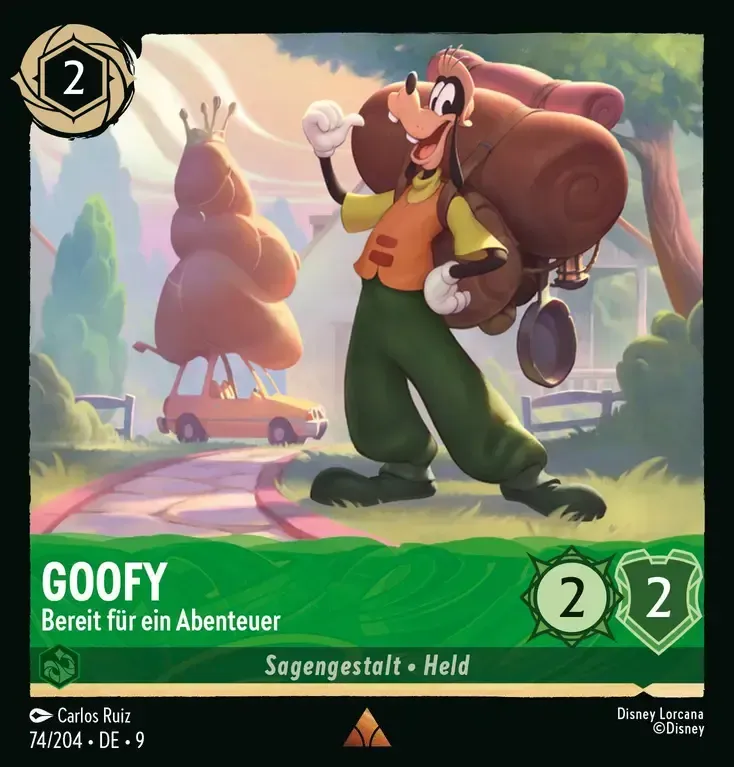 2
GOOFY
Bereit für ein Abenteuer
2
2
Sagengestalt • Held
Carlos Ruiz
74/204 • DE • 9
Disney Lorcana
©Disney